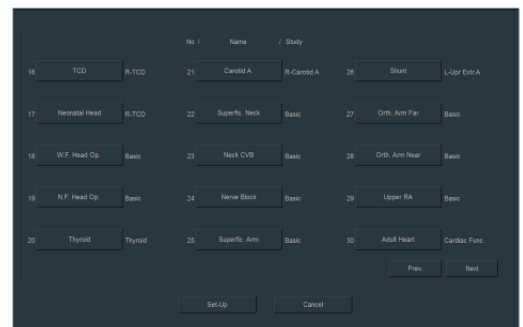 No / Name / Study
16 TCD R-TCD 21 Carotid A. R-Carotid A 26 Shunt L-Upr Extr.A
17 Neonatal Head R-TCD 22 Superfic. Neck Basic 27 Orth. Arm Far Basic
18 W.F. Head Op. Basic 23 Neck CVB Basic 28 Orth. Arm Near Basic
19 N.F. Head Op. Basic 24 Nerve Block Basic 29 Upper RA Basic
20 Thyroid Thyroid 25 Superfic. Arm Basic 30 Adult Heart Cardiac Func.
Prev. Next
Set-Up Cancel